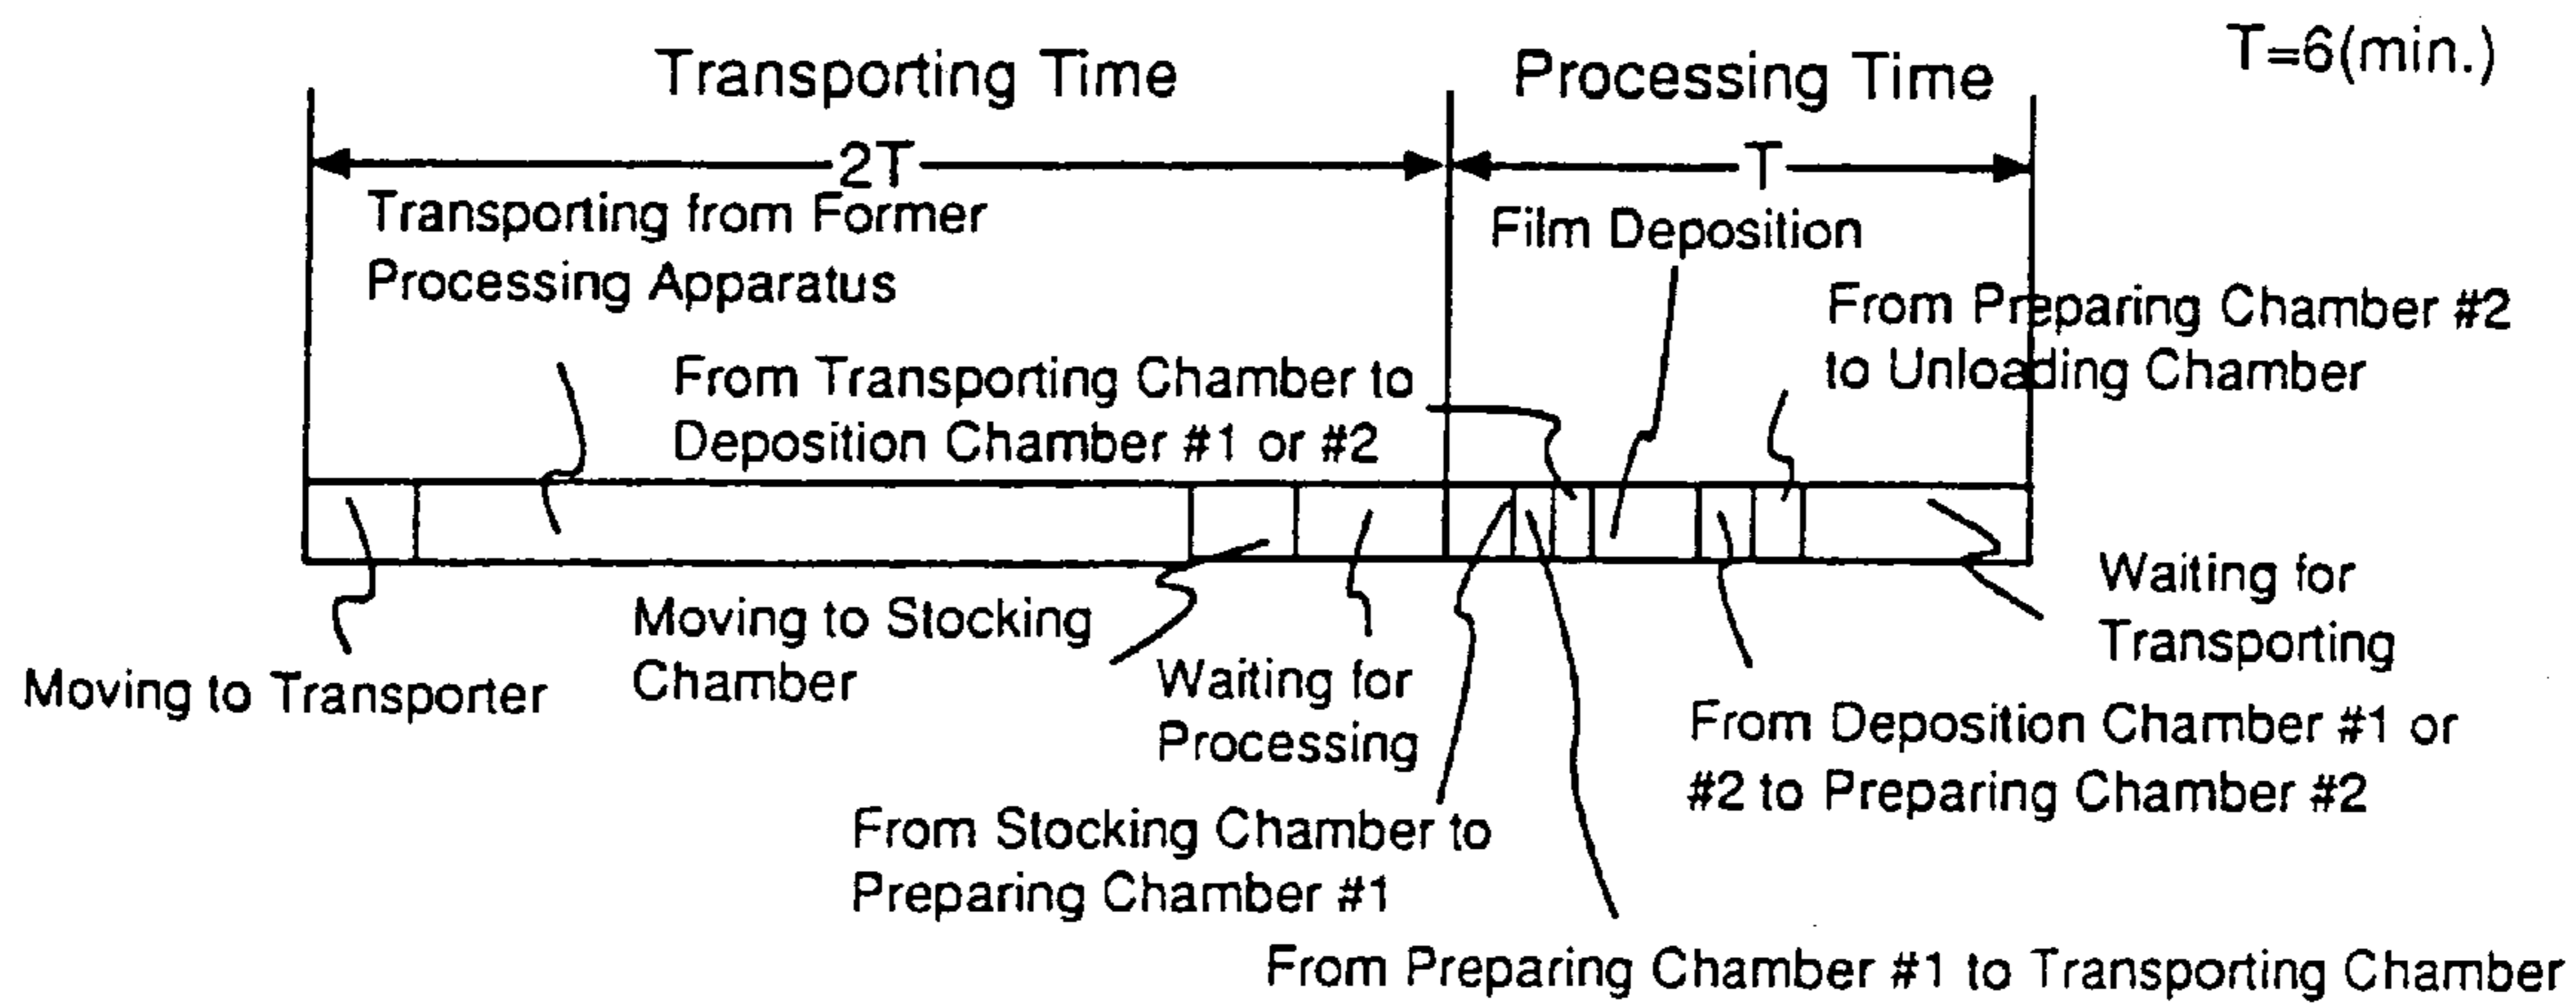 T=6(min.)
Transporting Time
Processing Time
2T
T
Transporting from Former
Processing Apparatus
Film Deposition
From Preparing Chamber #2
to Unloading Chamber
From Transporting Chamber to
Deposition Chamber #1 or #2
Moving to Transporter
Moving to Stocking
Chamber
Waiting for
Processing
Waiting for
Transporting
From Deposition Chamber #1 or
#2 to Preparing Chamber #2
From Stocking Chamber to
Preparing Chamber #1
From Preparing Chamber #1 to Transporting Chamber